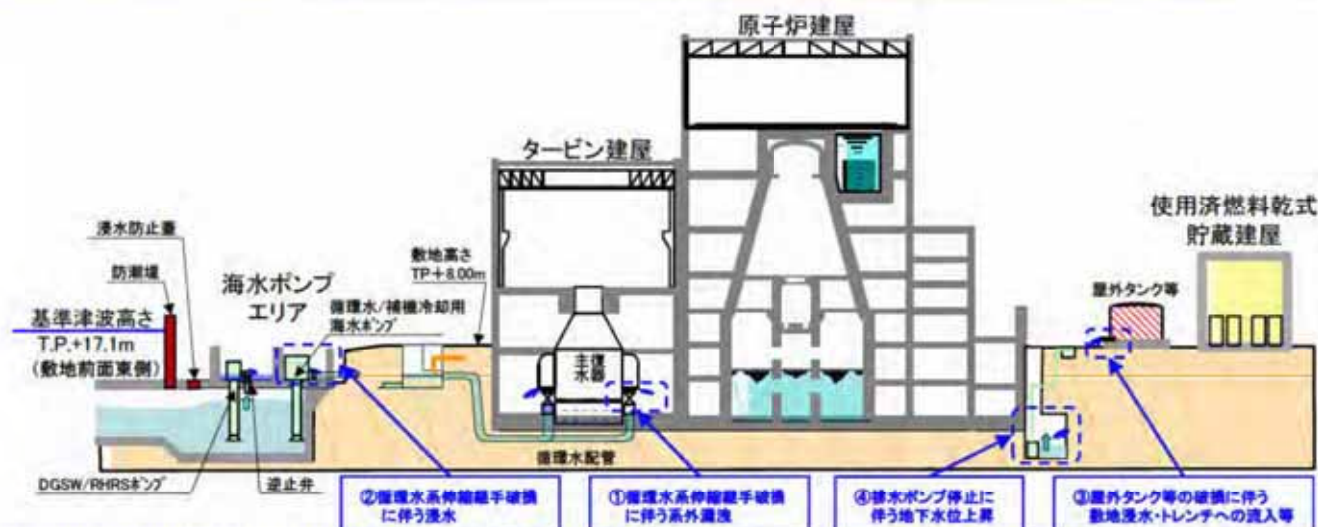 原子炉建屋
タービン建屋
使用済燃料乾式
貯蔵建屋
浸水防止蓋
防潮堤
海水ポンプ
エリア
敷地高さ
TP+8.00m
循環水/補機冷却用
海水ポンプ
屋外タンク等
基準津波高さ
T.P.+17.1m
(敷地前面東側)
主復
水器
循環水配管
DGSW/RHRSポンプ
逆止弁
②循環水系伸縮継手破損
に伴う浸水
①循環水系伸縮継手破損
に伴う系外漏洩
④排水ポンプ停止に
伴う地下水位上昇
③屋外タンク等の破損に伴う
敷地浸水・トレンチへの流入等